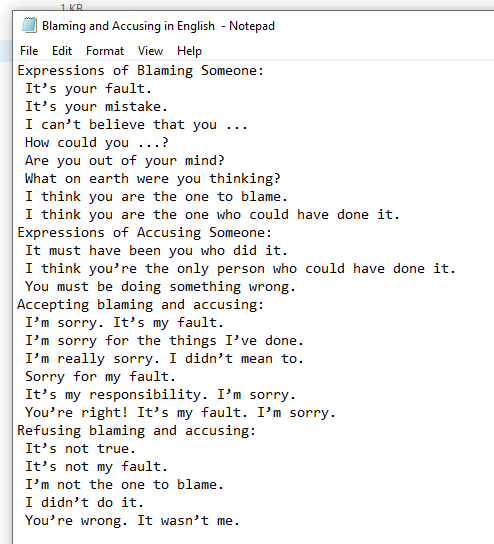 1 KB
Blaming and Accusing in English - Notepad
File Edit Format View Help
Expressions of Blaming Someone:
It’s your fault.
It’s your mistake.
I can’t believe that you ...
How could you ...?
Are you out of your mind?
What on earth were you thinking?
I think you are the one to blame.
I think you are the one who could have done it.
Expressions of Accusing Someone:
It must have been you who did it.
I think you’re the only person who could have done it.
You must be doing something wrong.
Accepting blaming and accusing:
I’m sorry. It’s my fault.
I’m sorry for the things I’ve done.
I’m really sorry. I didn’t mean to.
Sorry for my fault.
It’s my responsibility. I’m sorry.
You’re right! It’s my fault. I’m sorry.
Refusing blaming and accusing:
It’s not true.
It’s not my fault.
I’m not the one to blame.
I didn’t do it.
You’re wrong. It wasn’t me.